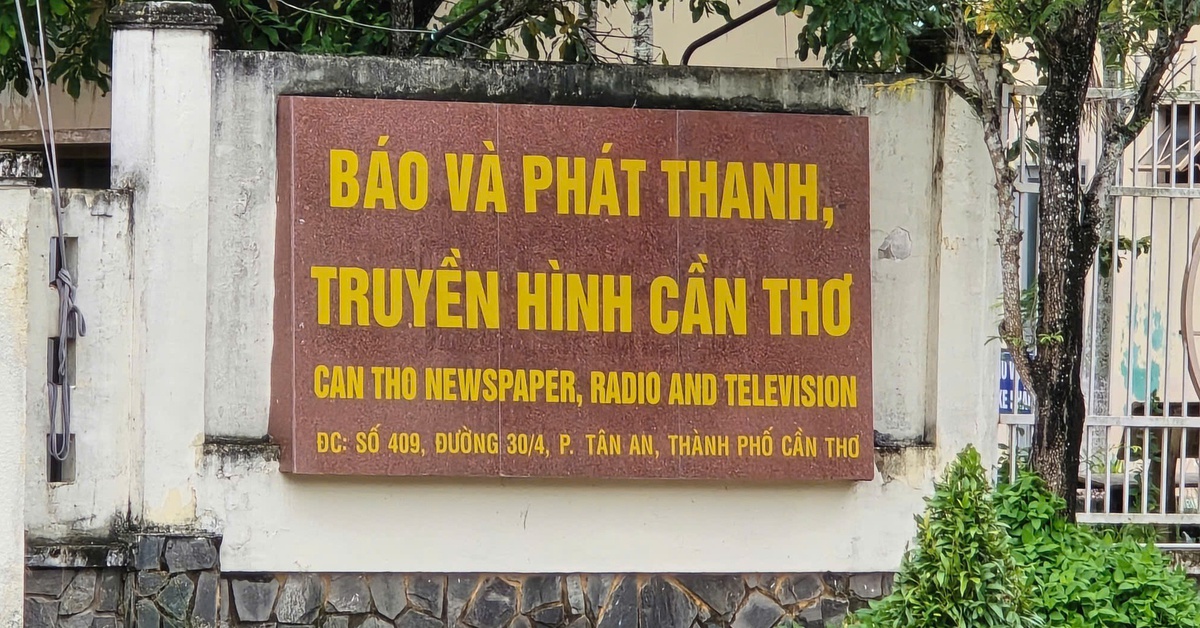 BÁO VÀ PHÁT THANH,
TRUYỀN HÌNH CẦN THƠ
CAN THO NEWSPAPER, RADIO AND TELEVISION
ĐC: SỐ 409, ĐƯỜNG 30/4, P. TÂN AN, THÀNH PHỐ CẦN THƠ